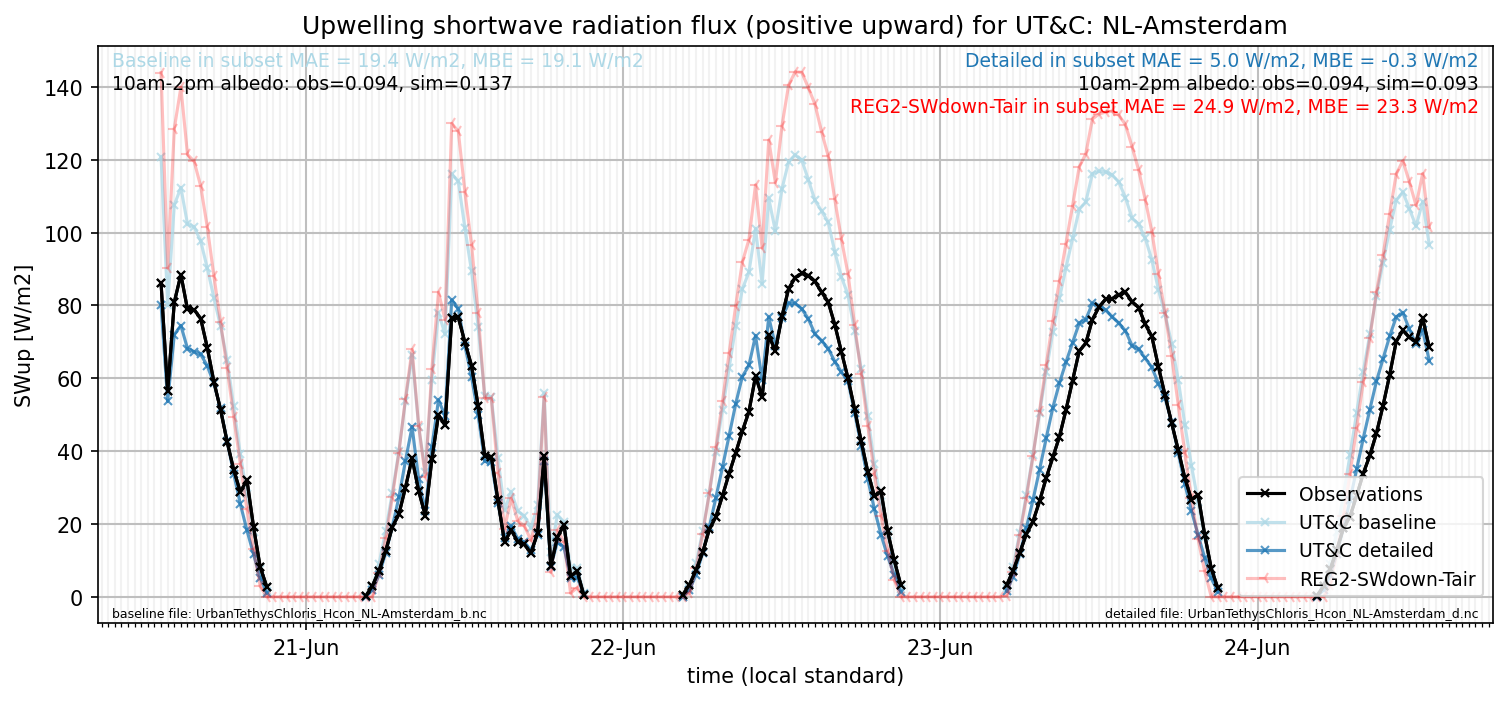 Upwelling shortwave radiation flux (positive upward) for UT&C: NL-Amsterdam
Baseline in subset MAE = 19.4 W/m2, MBE = 19.1 W/m2
10am-2pm albedo: obs=0.094, sim=0.137
Detailed in subset MAE = 5.0 W/m2, MBE = -0.3 W/m2
10am-2pm albedo: obs=0.094, sim=0.093
REG2-SWdown-Tair in subset MAE = 24.9 W/m2, MBE = 23.3 W/m2
SWup [W/m2]
140
120
100
80
60
40
20
0
Observations
UT&C baseline
UT&C detailed
REG2-SWdown-Tair
baseline file: UrbanTethysChloris_Hcon_NL-Amsterdam_b.nc
detailed file: UrbanTethysChloris_Hcon_NL-Amsterdam_d.nc
21-Jun
22-Jun
23-Jun
24-Jun
time (local standard)